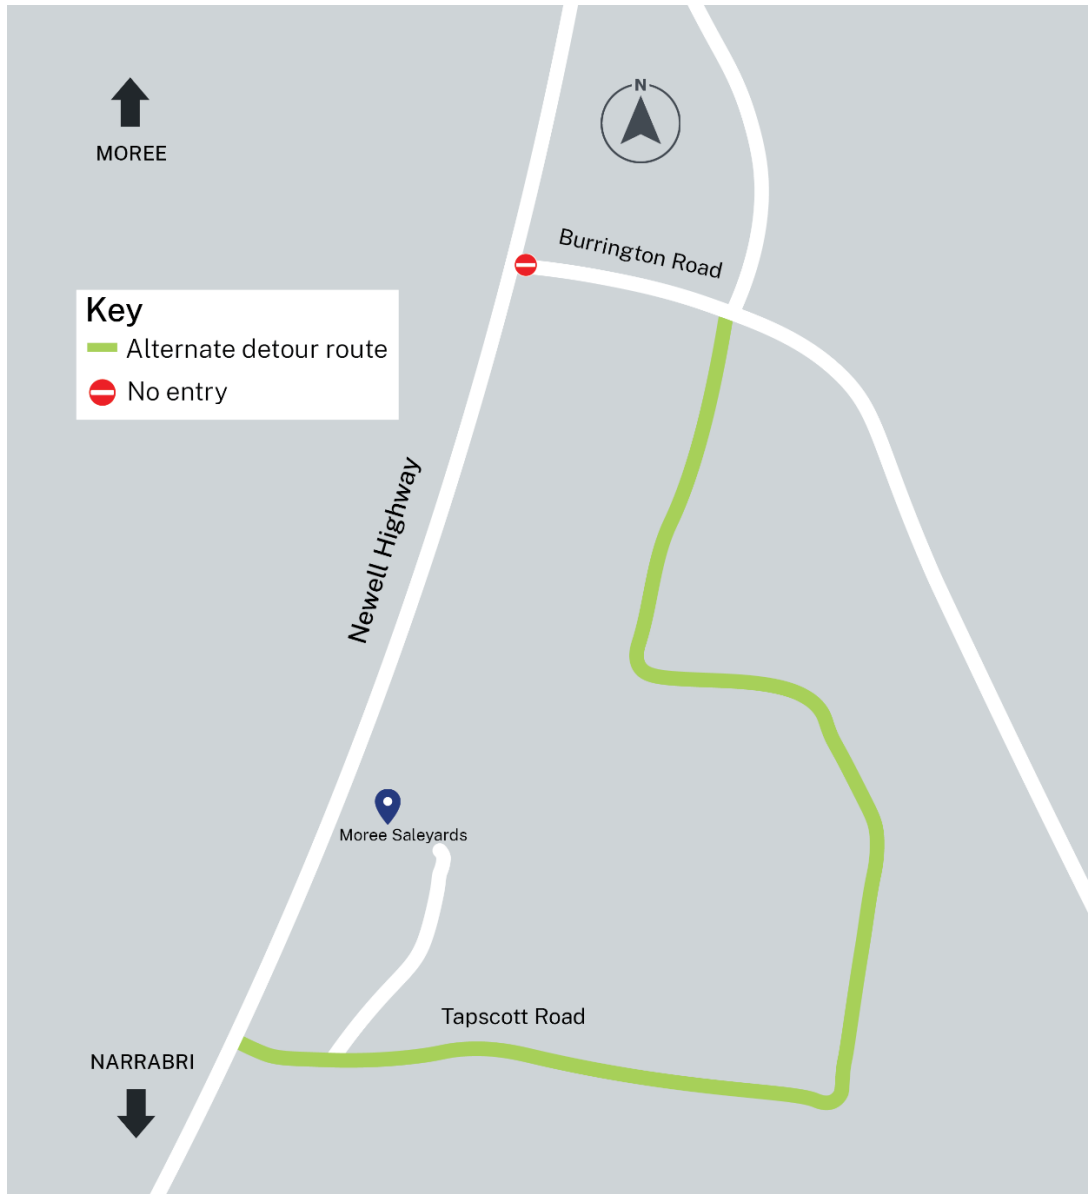 N
MOREE
Burrington Road
Key
Alternate detour route
No entry
Newell Highway
Moree Saleyards
Tapscott Road
NARRABRI